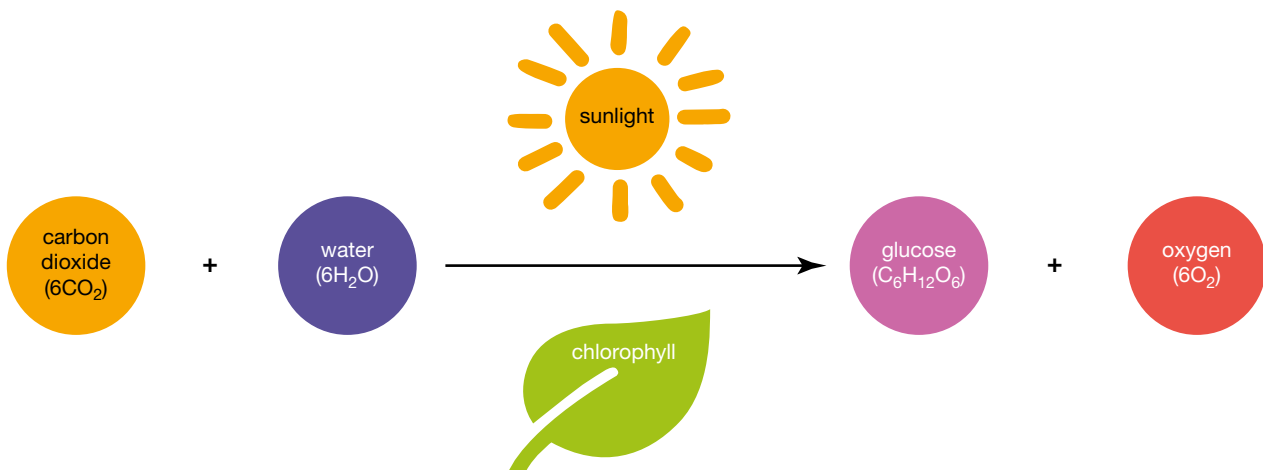 sunlight
carbon
dioxide
(6CO₂)
+
water
(6H₂O)
glucose
(C₆H₁₂O₆)
+
oxygen
(6O₂)
chlorophyll